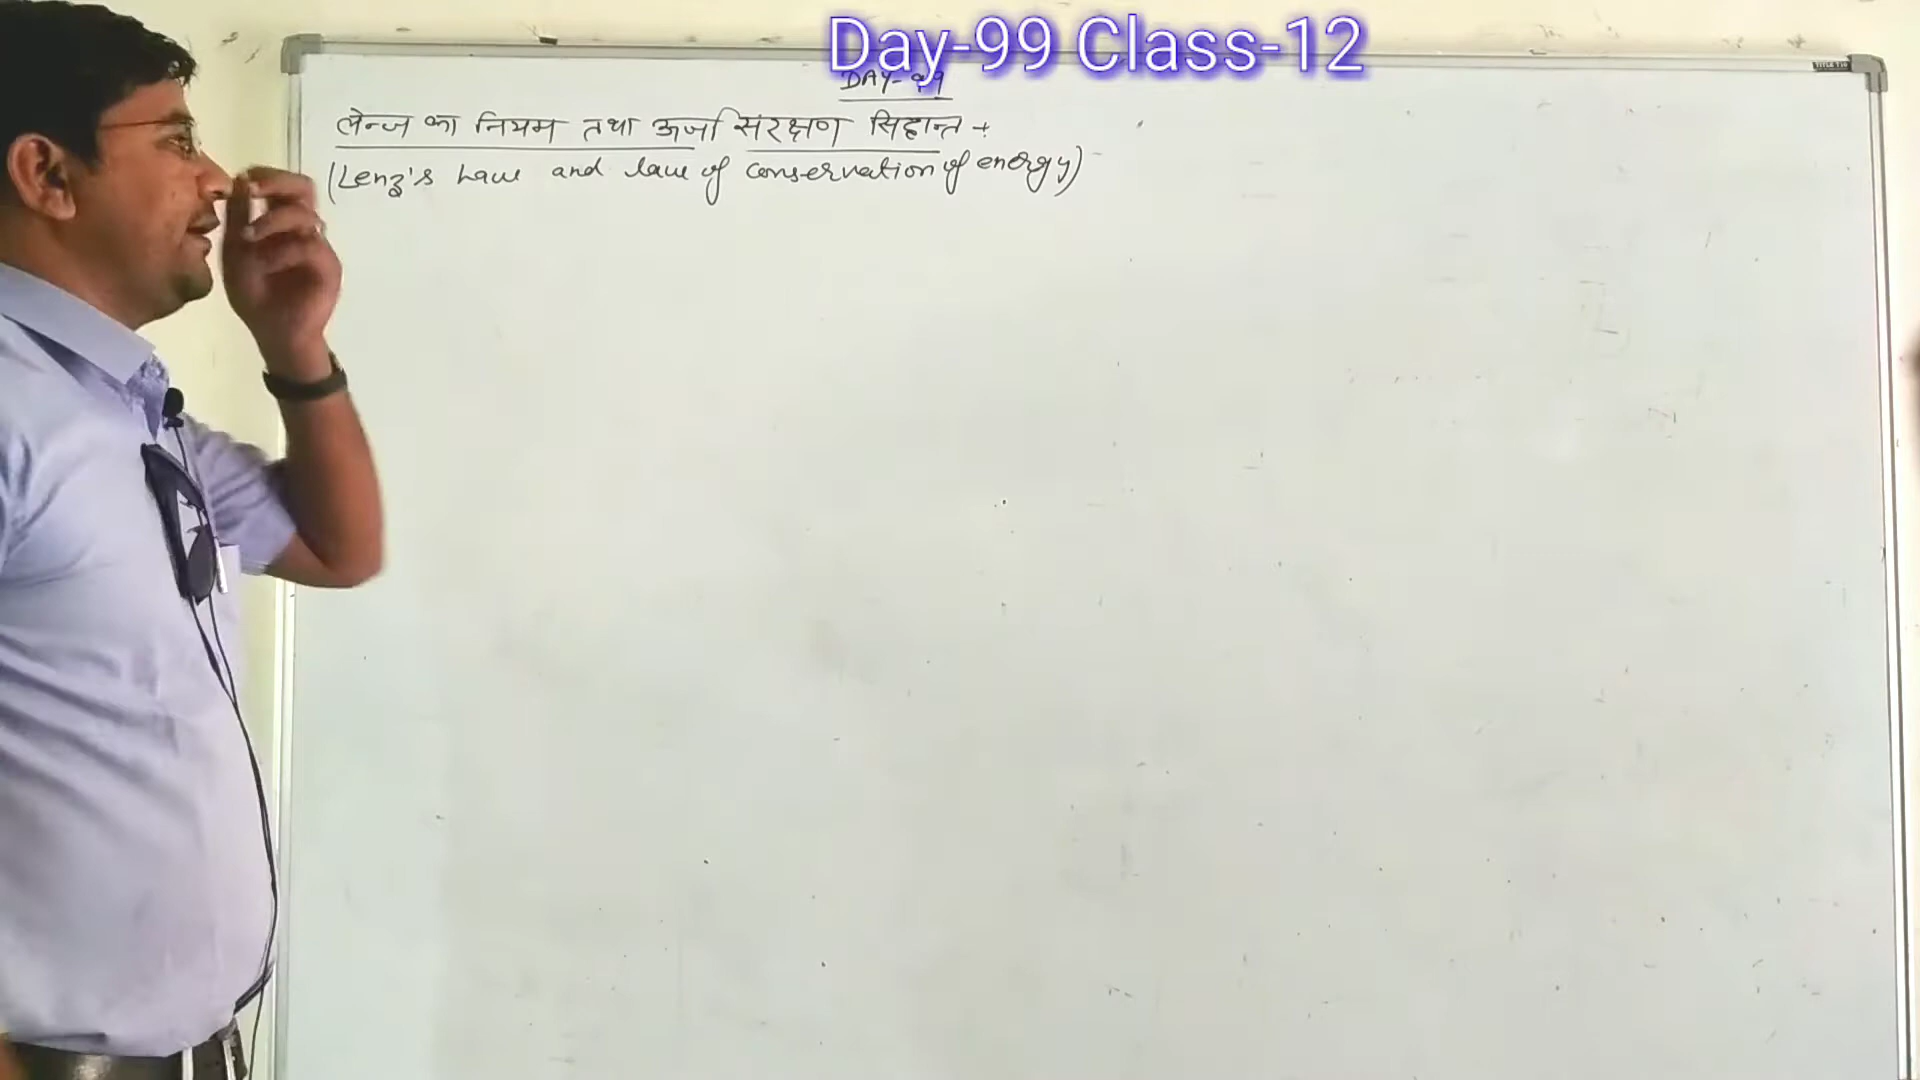 Day-99 Class-12
DAY-99
लेन्ज का नियम तथा ऊर्जा संरक्षण सिद्धान्त :-
(Lenz's Law and law of conservation of energy)